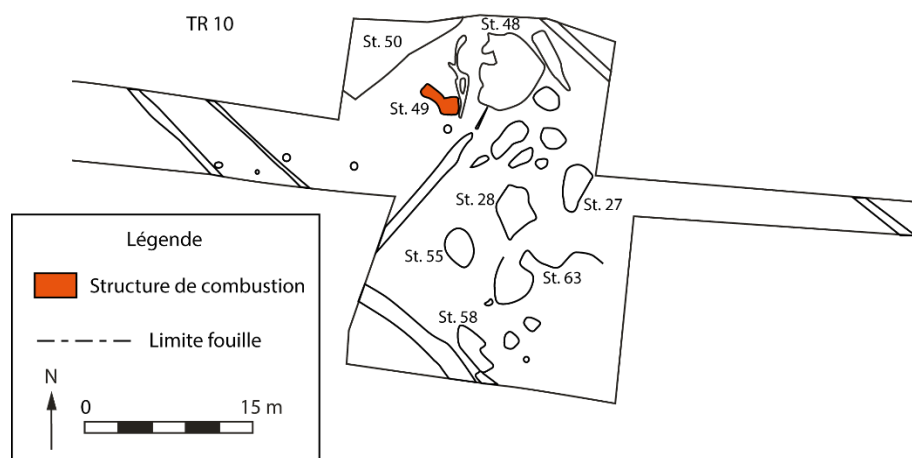 TR 10
St. 48
St. 50
St. 49
St. 28
St. 27
St. 55
St. 63
St. 58
Légende
Structure de combustion
Limite fouille
N
0 15 m